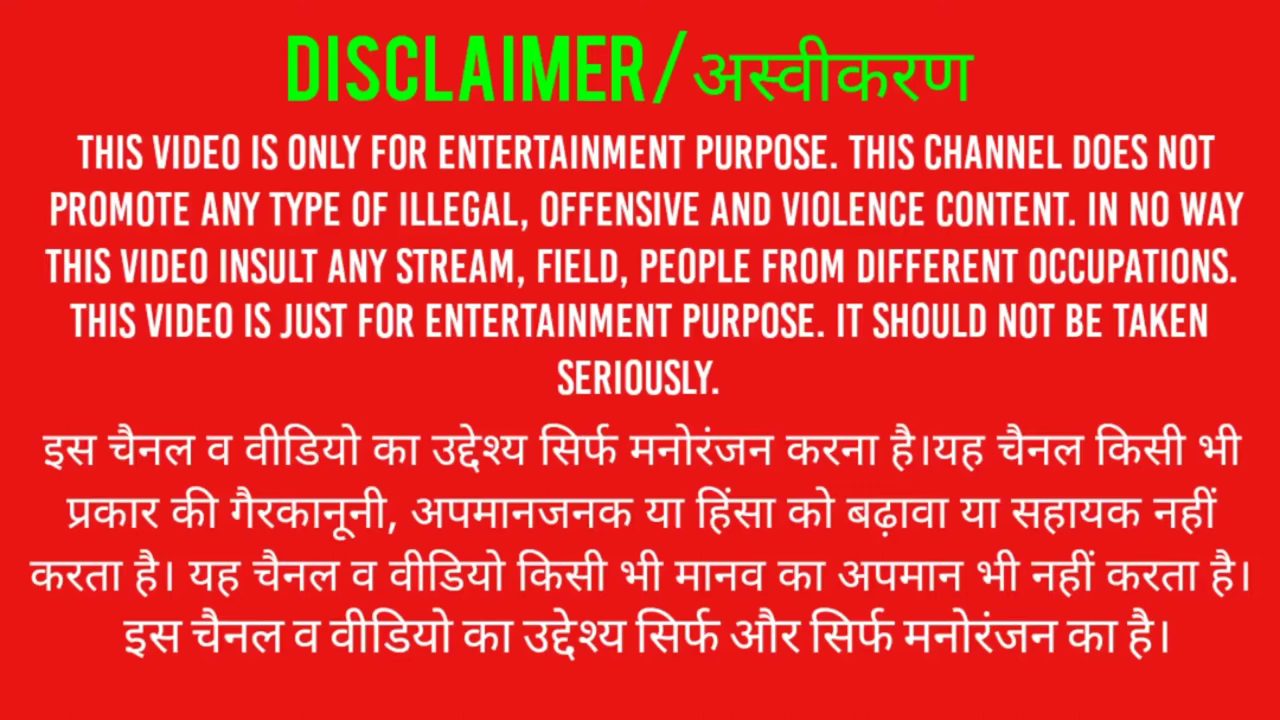 DISCLAIMER/अस्वीकरण
THIS VIDEO IS ONLY FOR ENTERTAINMENT PURPOSE. THIS CHANNEL DOES NOT
PROMOTE ANY TYPE OF ILLEGAL, OFFENSIVE AND VIOLENCE CONTENT. IN NO WAY
THIS VIDEO INSULT ANY STREAM, FIELD, PEOPLE FROM DIFFERENT OCCUPATIONS.
THIS VIDEO IS JUST FOR ENTERTAINMENT PURPOSE. IT SHOULD NOT BE TAKEN
SERIOUSLY.
इस चैनल व वीडियो का उद्देश्य सिर्फ मनोरंजन करना है।यह चैनल किसी भी
प्रकार की गैरकानूनी, अपमानजनक या हिंसा को बढ़ावा या सहायक नहीं
करता है। यह चैनल व वीडियो किसी भी मानव का अपमान भी नहीं करता है।
इस चैनल व वीडियो का उद्देश्य सिर्फ और सिर्फ मनोरंजन का है।